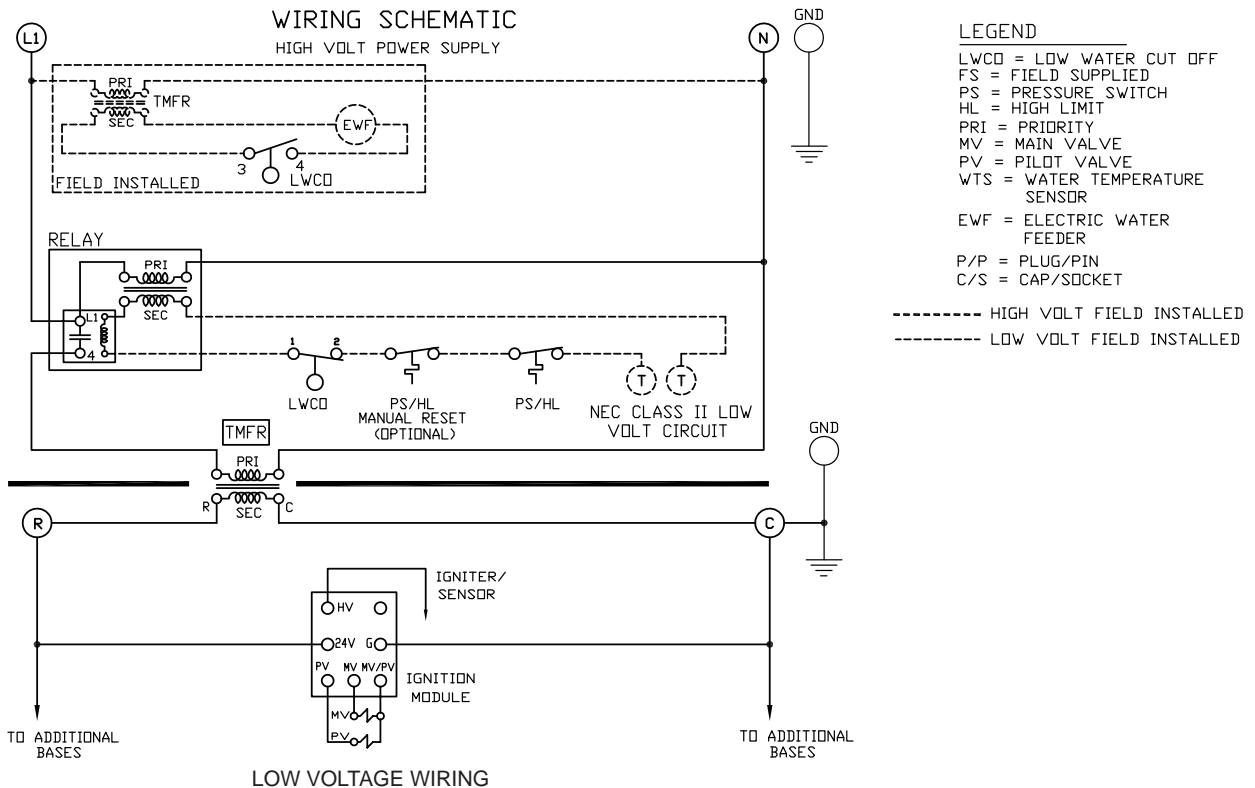 WIRING SCHEMATIC
HIGH VOLT POWER SUPPLY
L1
N
GND
PRI
TMFR
SEC
EWF
3
4
LWCO
FIELD INSTALLED
RELAY
PRI
SEC
L1
4
1
2
LWCO
PS/HL
MANUAL RESET
(OPTIONAL)
PS/HL
T
T
NEC CLASS II LOW
VOLT CIRCUIT
TMFR
PRI
R
SEC
C
GND
R
C
IGNITER/
SENSOR
HV
24V
G
PV
MV
MV/PV
IGNITION
MODULE
MV
PV
TO ADDITIONAL
BASES
TO ADDITIONAL
BASES
LOW VOLTAGE WIRING
LEGEND
LWCO = LOW WATER CUT OFF
FS = FIELD SUPPLIED
PS = PRESSURE SWITCH
HL = HIGH LIMIT
PRI = PRIORITY
MV = MAIN VALVE
PV = PILOT VALVE
WTS = WATER TEMPERATURE
SENSOR
EWF = ELECTRIC WATER
FEEDER
P/P = PLUG/PIN
C/S = CAP/SOCKET
HIGH VOLT FIELD INSTALLED
LOW VOLT FIELD INSTALLED